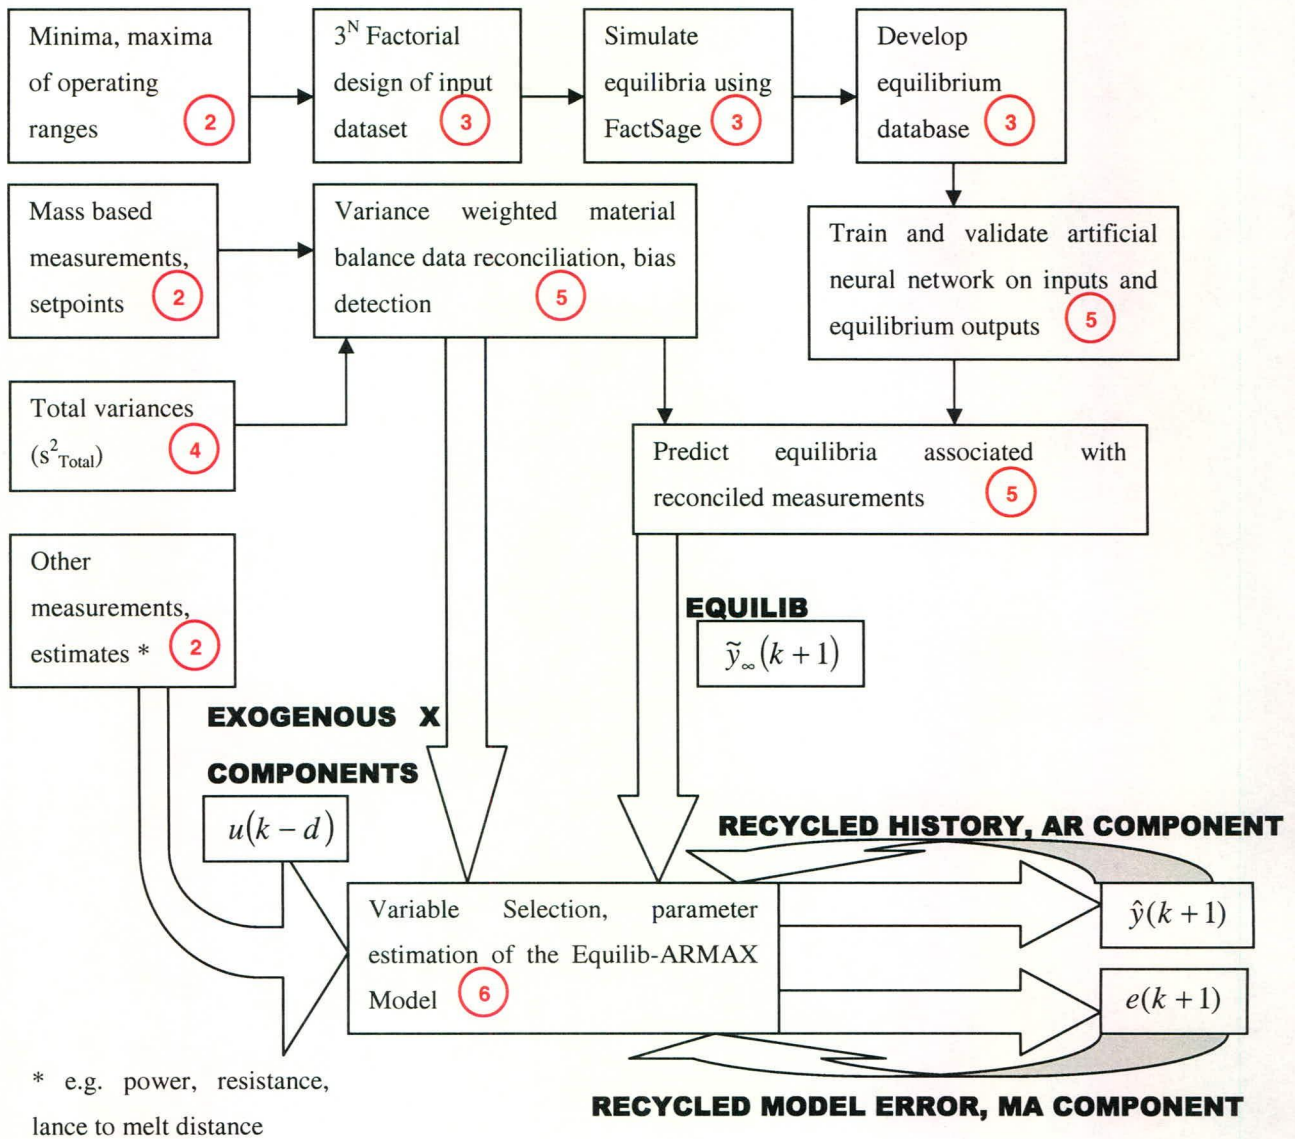 Minima, maxima
of operating
ranges 2
3^N Factorial
design of input
dataset 3
Simulate
equilibria using
FactSage 3
Develop
equilibrium
database 3
Mass based
measurements,
setpoints 2
Variance weighted material
balance data reconciliation, bias
detection 5
Train and validate artificial
neural network on inputs and
equilibrium outputs 5
Total variances
(s^2_Total) 4
Predict equilibria associated with
reconciled measurements 5
Other
measurements,
estimates * 2
EQUILIB
ỹ_∞(k + 1)
EXOGENOUS X
COMPONENTS
u(k − d)
RECYCLED HISTORY, AR COMPONENT
Variable Selection, parameter
estimation of the Equilib-ARMAX
Model 6
ŷ(k + 1)
e(k + 1)
* e.g. power, resistance,
lance to melt distance
RECYCLED MODEL ERROR, MA COMPONENT